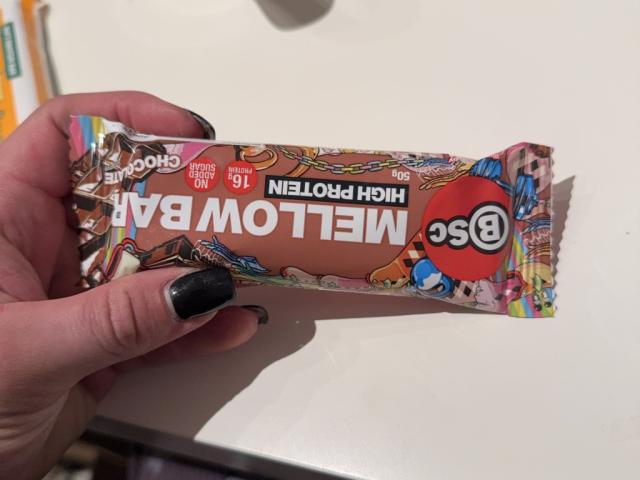 BSc
MELLOW BAR
HIGH PROTEIN
50g
16g
PROTEIN
NO
ADDED
SUGAR
CHOCOLATE